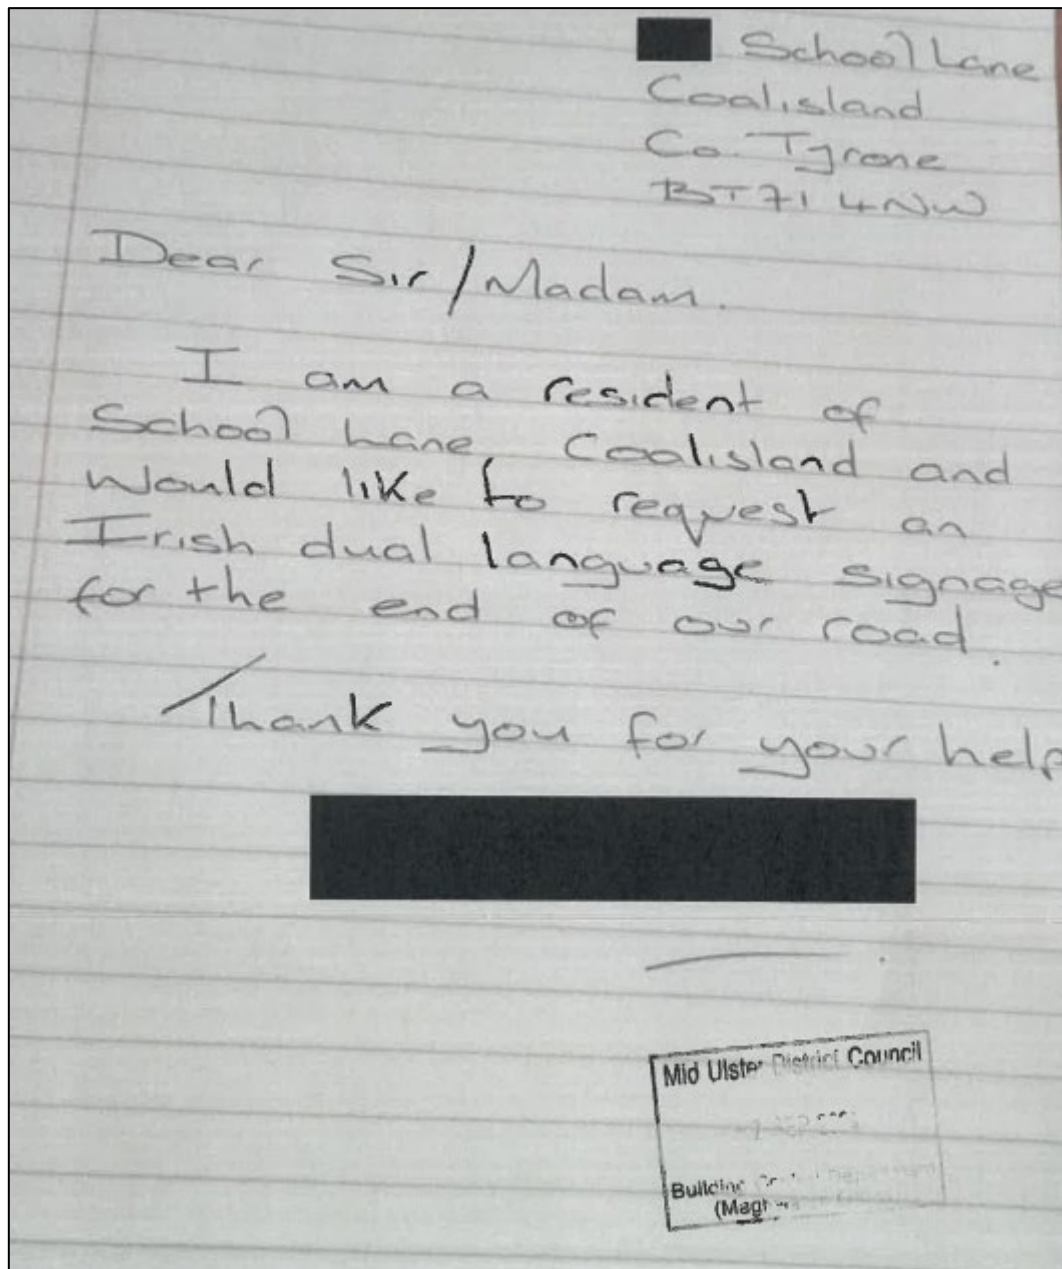 School Lane
Coalisland
Co. Tyrone
BT71 4NW
Dear Sir/Madam.
I am a resident of
School Lane, Coalisland and
would like to request an
Irish dual language signage
for the end of our road.
Thank you for your help
Mid Ulster District Council
SEP
Building